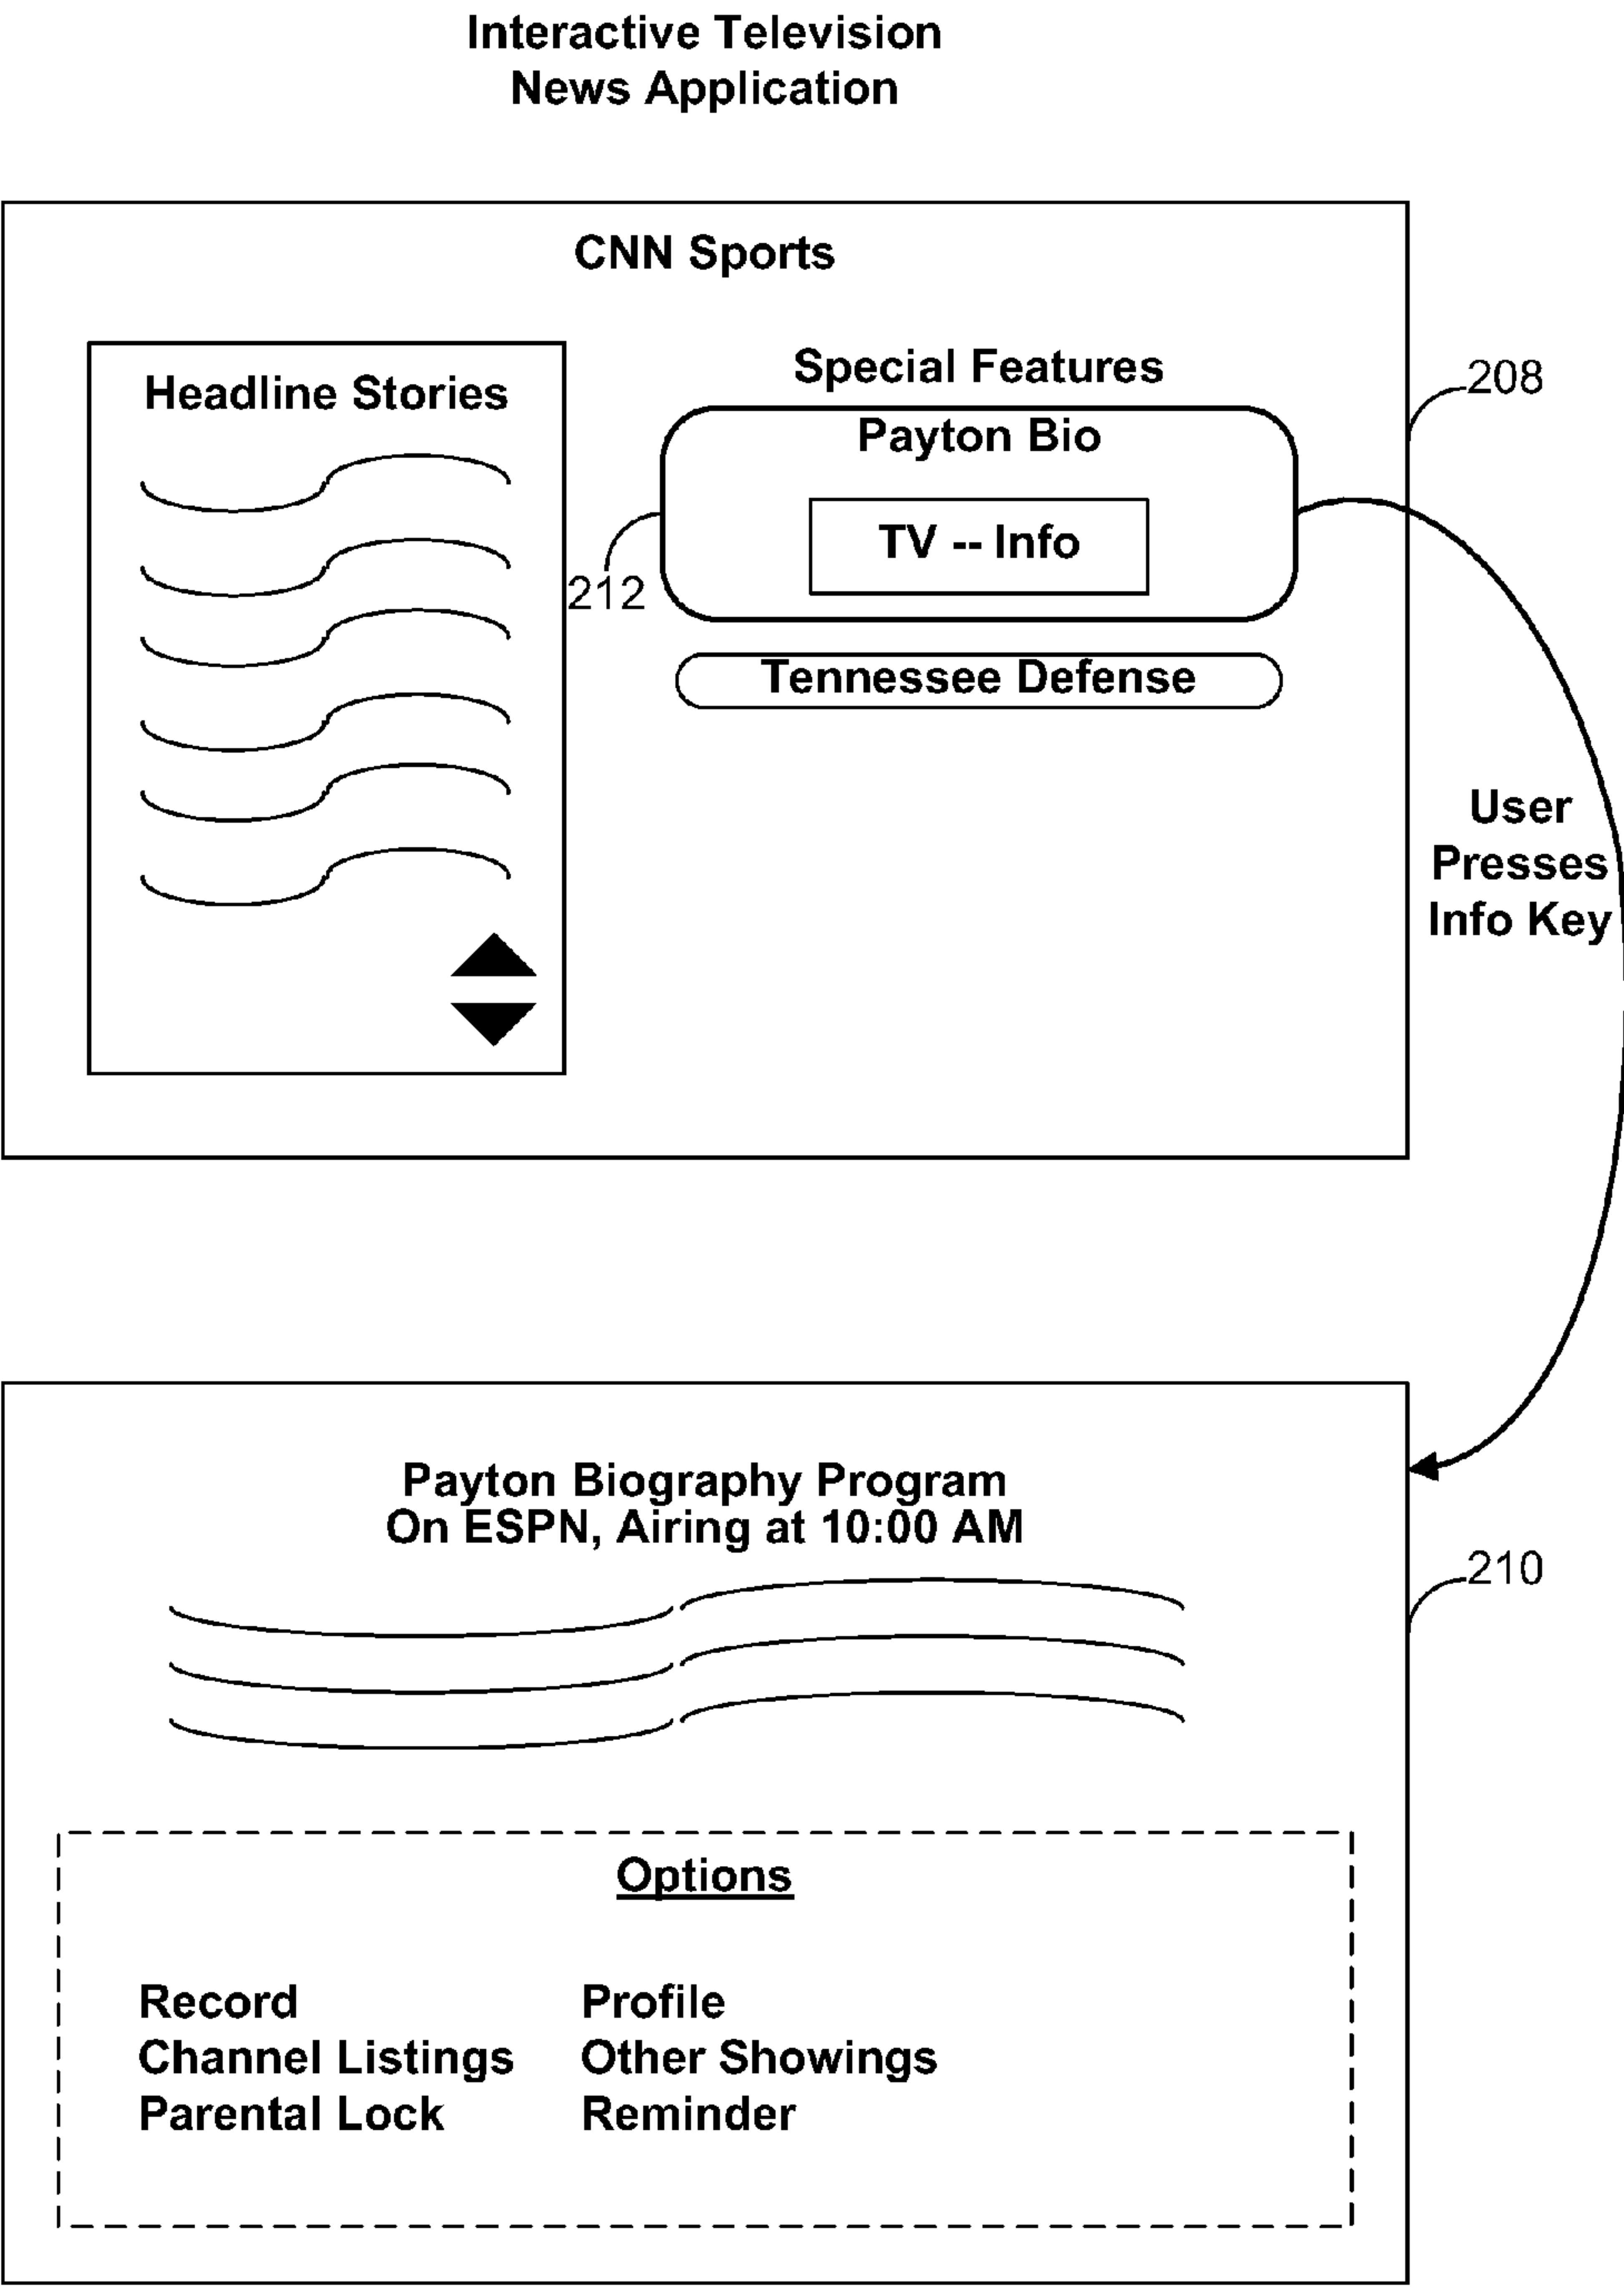 Interactive Television
News Application
CNN Sports
Headline Stories
Special Features
Payton Bio
TV -- Info
Tennessee Defense
208
212
User
Presses
Info Key
Payton Biography Program
On ESPN, Airing at 10:00 AM
210
Options
Record
Channel Listings
Parental Lock
Profile
Other Showings
Reminder